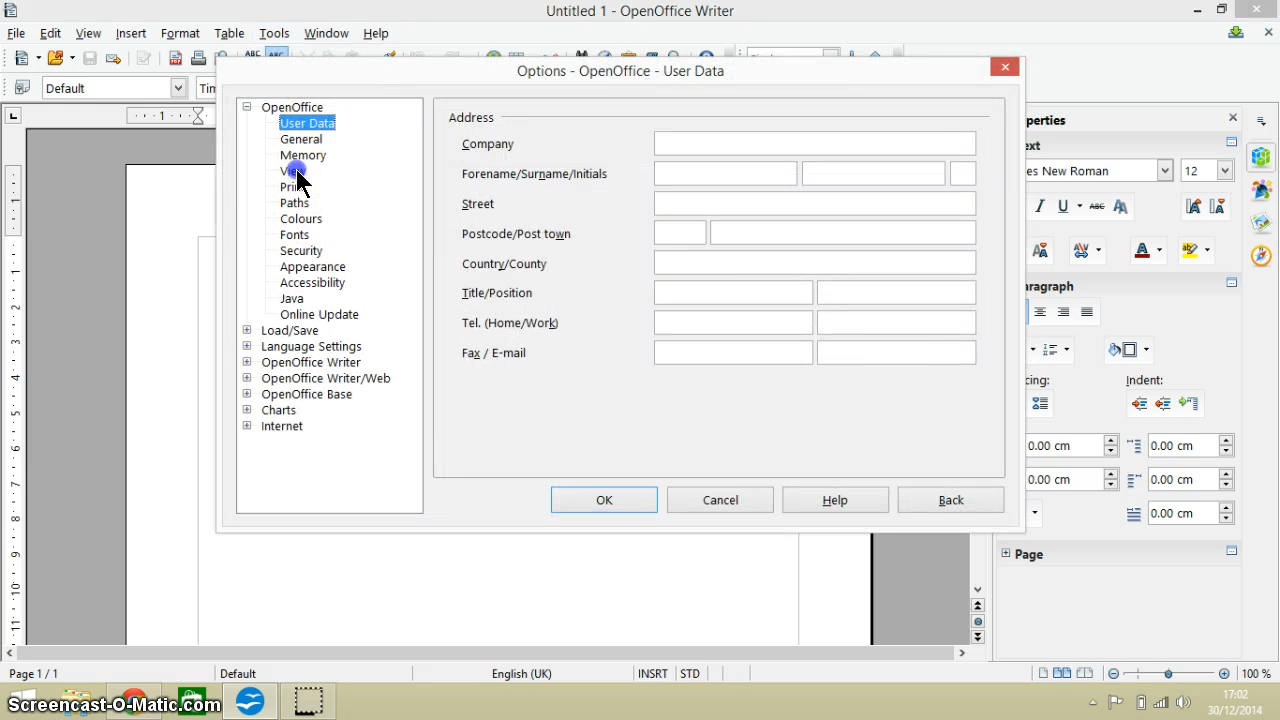 Untitled 1 - OpenOffice Writer
File Edit View Insert Format Table Tools Window Help
Default
Options - OpenOffice - User Data
OpenOffice
User Data
General
Memory
Paths
Colours
Fonts
Security
Appearance
Accessibility
Java
Online Update
Load/Save
Language Settings
OpenOffice Writer
OpenOffice Writer/Web
OpenOffice Base
Charts
Internet
Address
Company
Forename/Surname/Initials
Street
Postcode/Post town
Country/County
Title/Position
Tel. (Home/Work)
Fax / E-mail
OK Cancel Help Back
operties
ext
es New Roman 12
aragraph
cing: Indent:
0.00 cm 0.00 cm
0.00 cm 0.00 cm
0.00 cm
Page
Page 1 / 1 Default English (UK) INSRT STD 100 %
Screencast-O-Matic.com
17:02
30/12/2014